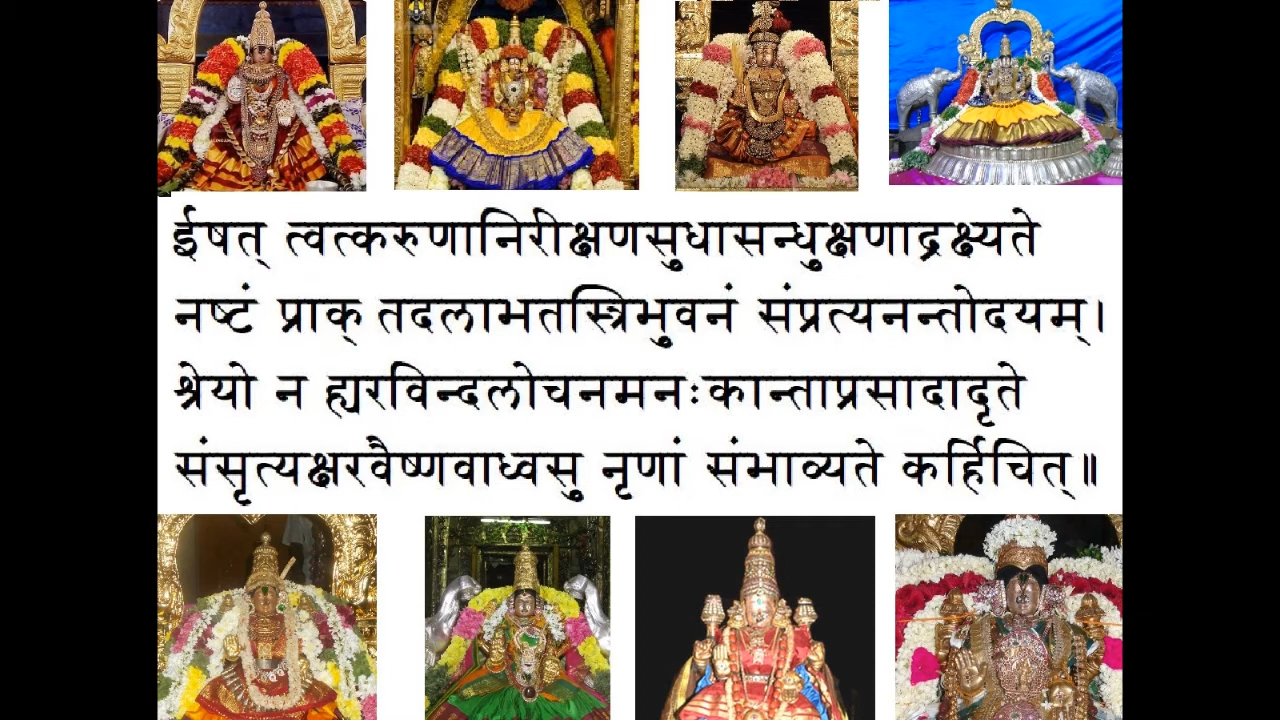 ईषत् त्वत्करुणानिरीक्षणसुधासन्धुक्षणाद्रक्ष्यते
नष्टं प्राक् तदलाभतस्त्रिभुवनं संप्रत्यनन्तोदयम्।
श्रेयो न ह्यरविन्दलोचनमनःकान्ताप्रसादादृते
संसृत्यक्षरवैष्णवाध्वसु नृणां संभाव्यते कर्हिचित्॥